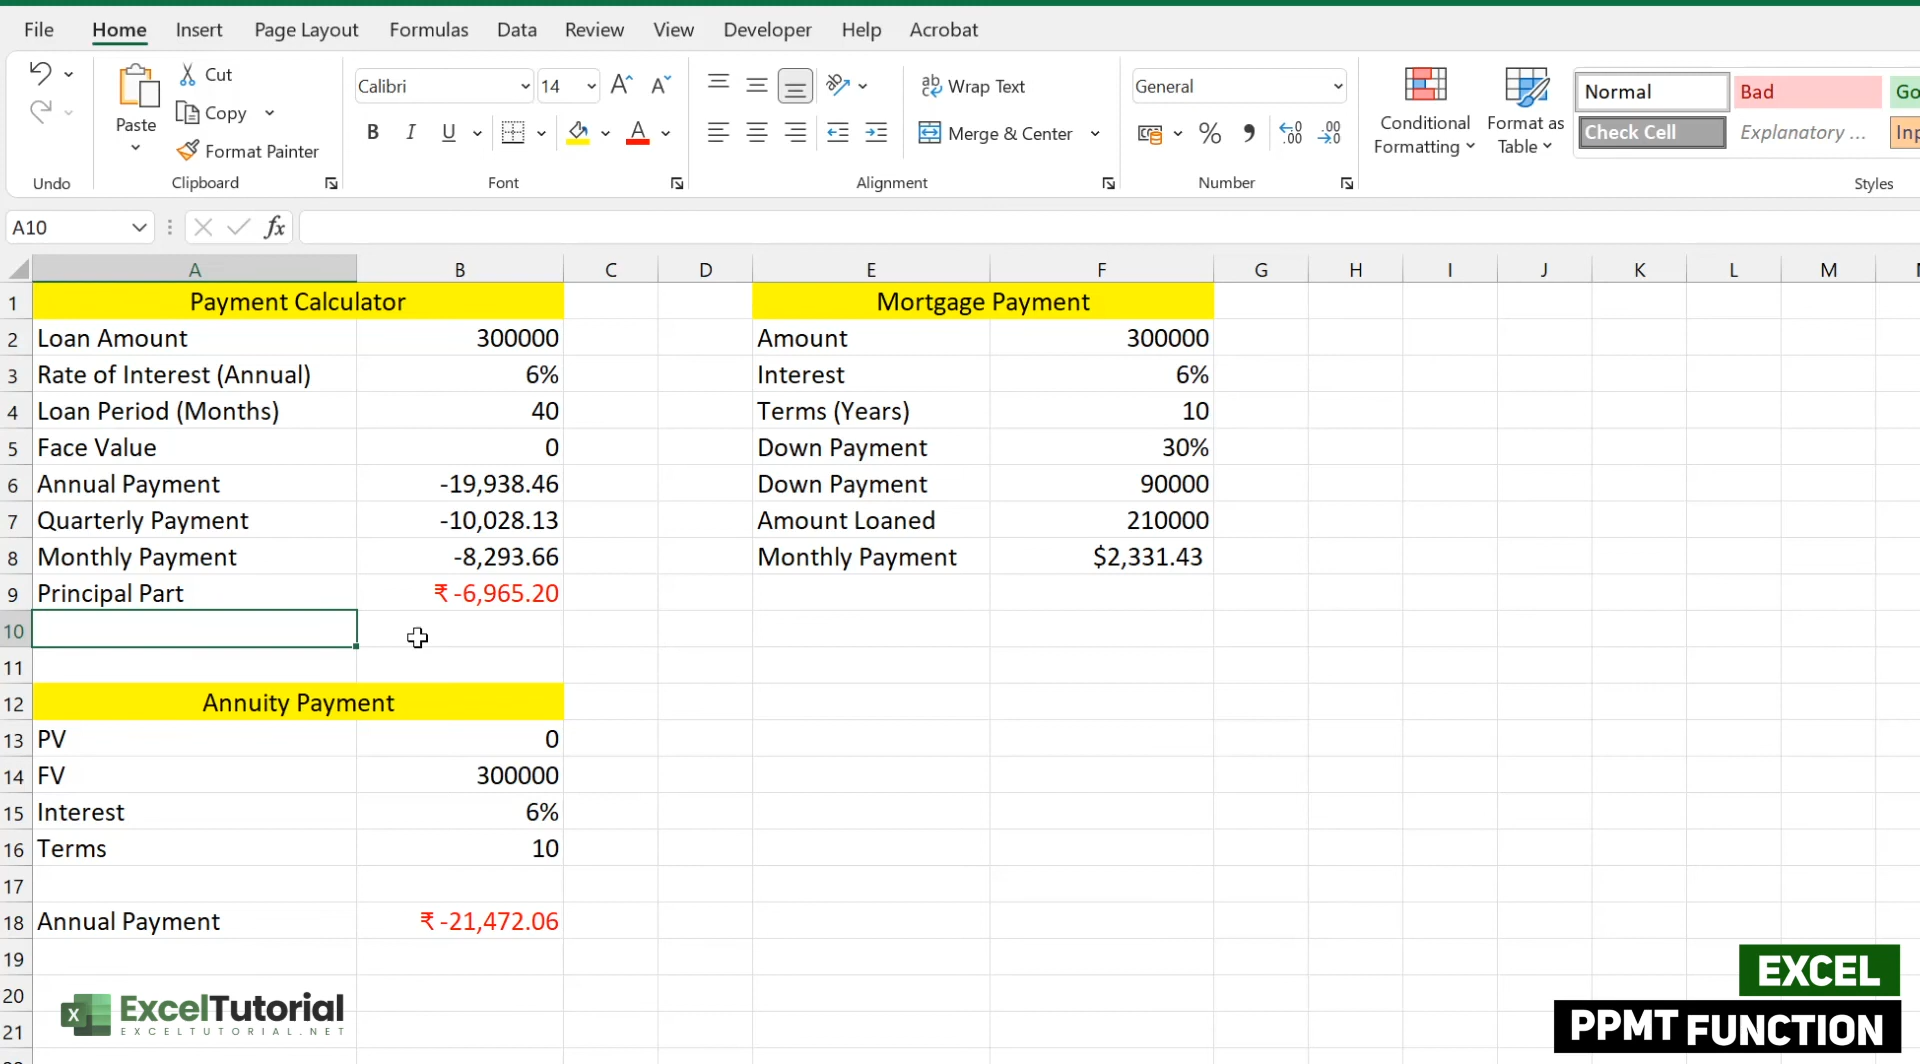 File Home Insert Page Layout Formulas Data Review View Developer Help Acrobat
Undo
Paste
Cut
Copy
Format Painter
Clipboard
Calibri 14
B I U
Font
Wrap Text
Merge & Center
Alignment
General
Number
Conditional Formatting
Format as Table
Normal Bad Go
Check Cell Explanatory ... Inp
Styles
A10 fx
A B C D E F G H I J K L M
1 Payment Calculator Mortgage Payment
2 Loan Amount 300000 Amount 300000
3 Rate of Interest (Annual) 6% Interest 6%
4 Loan Period (Months) 40 Terms (Years) 10
5 Face Value 0 Down Payment 30%
6 Annual Payment -19,938.46 Down Payment 90000
7 Quarterly Payment -10,028.13 Amount Loaned 210000
8 Monthly Payment -8,293.66 Monthly Payment $2,331.43
9 Principal Part ₹ -6,965.20
10
11
12 Annuity Payment
13 PV 0
14 FV 300000
15 Interest 6%
16 Terms 10
17
18 Annual Payment ₹ -21,472.06
19
20
21
ExcelTutorial
EXCELTUTORIAL.NET
EXCEL
PPMT FUNCTION